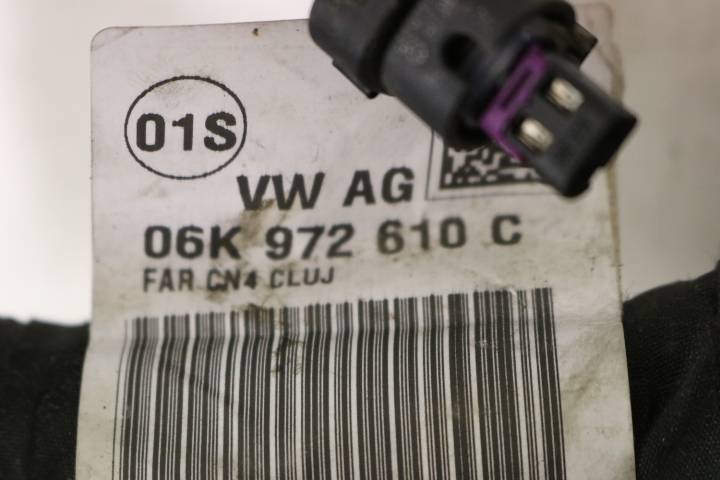 01S
VW AG
06K 972 610 C
FAR CN4 CLUJ